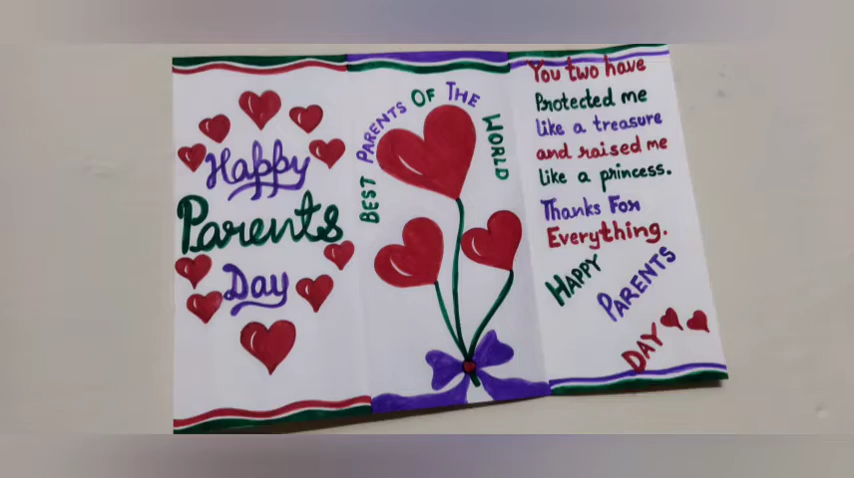 Happy
Parents
Day
BEST PARENTS OF THE WORLD
You two have
Protected me
like a treasure
and raised me
like a princess.
Thanks For
Everything.
HAPPY
PARENTS
DAY